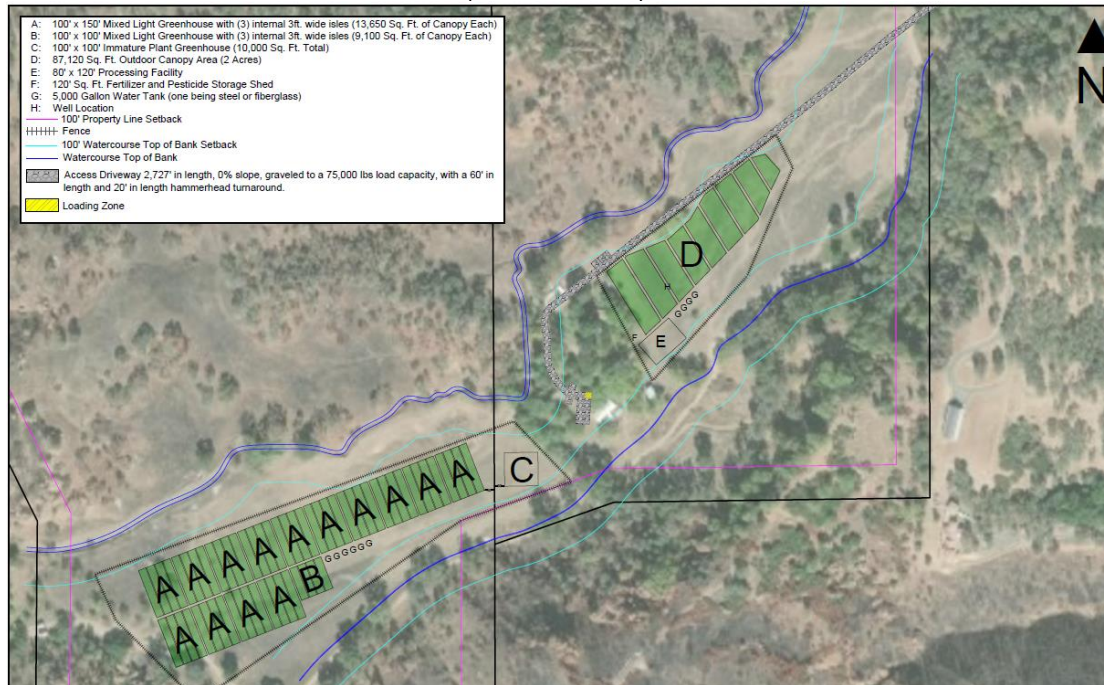 A: 100' x 150' Mixed Light Greenhouse with (3) internal 3ft. wide isles (13,650 Sq. Ft. of Canopy Each)
B: 100' x 100' Mixed Light Greenhouse with (3) internal 3ft. wide isles (9,100 Sq. Ft. of Canopy Each)
C: 100' x 100' Immature Plant Greenhouse (10,000 Sq. Ft. Total)
D: 87,120 Sq. Ft. Outdoor Canopy Area (2 Acres)
E: 80' x 120' Processing Facility
F: 120' Sq. Ft. Fertilizer and Pesticide Storage Shed
G: 5,000 Gallon Water Tank (one being steel or fiberglass)
H: Well Location
100' Property Line Setback
Fence
100' Watercourse Top of Bank Setback
Watercourse Top of Bank
Access Driveway 2,727' in length, 0% slope, graveled to a 75,000 lbs load capacity, with a 60' in
length and 20' in length hammerhead turnaround.
Loading Zone
N
D
H
G G G G
F
E
C
A A A A A A A A A A
G G G G G G
A A A A B